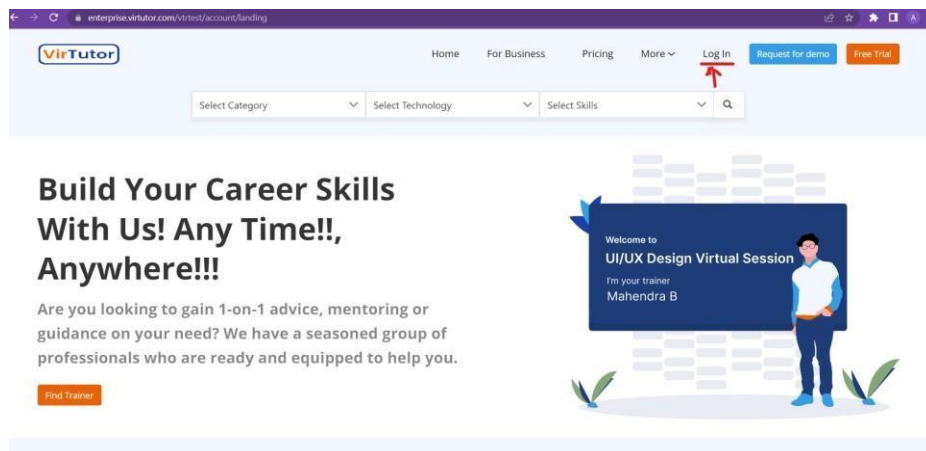 enterprise.virtutor.com/vtrtest/account/landing
VirTutor
Home For Business Pricing More Log In Request for demo Free Trial
Select Category Select Technology Select Skills
Build Your Career Skills
With Us! Any Time!!,
Anywhere!!!
Are you looking to gain 1-on-1 advice, mentoring or
guidance on your need? We have a seasoned group of
professionals who are ready and equipped to help you.
Find Trainer
Welcome to
UI/UX Design Virtual Session
I'm your trainer
Mahendra B